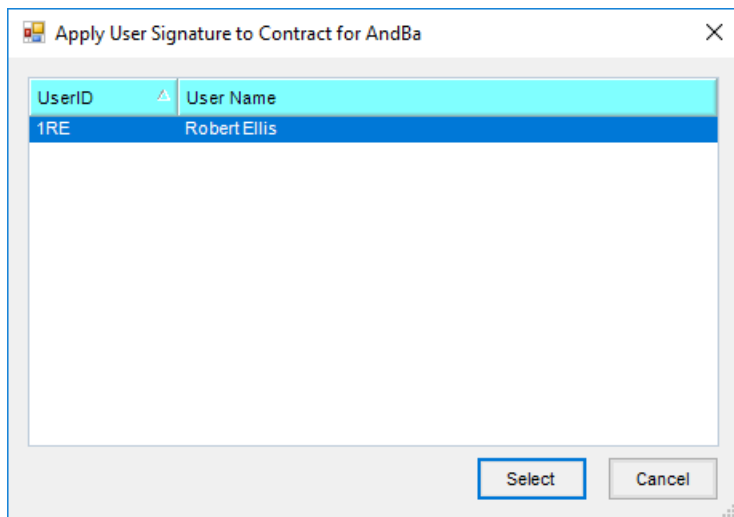 Apply User Signature to Contract for AndBa
UserID User Name
1RE Robert Ellis
Select Cancel